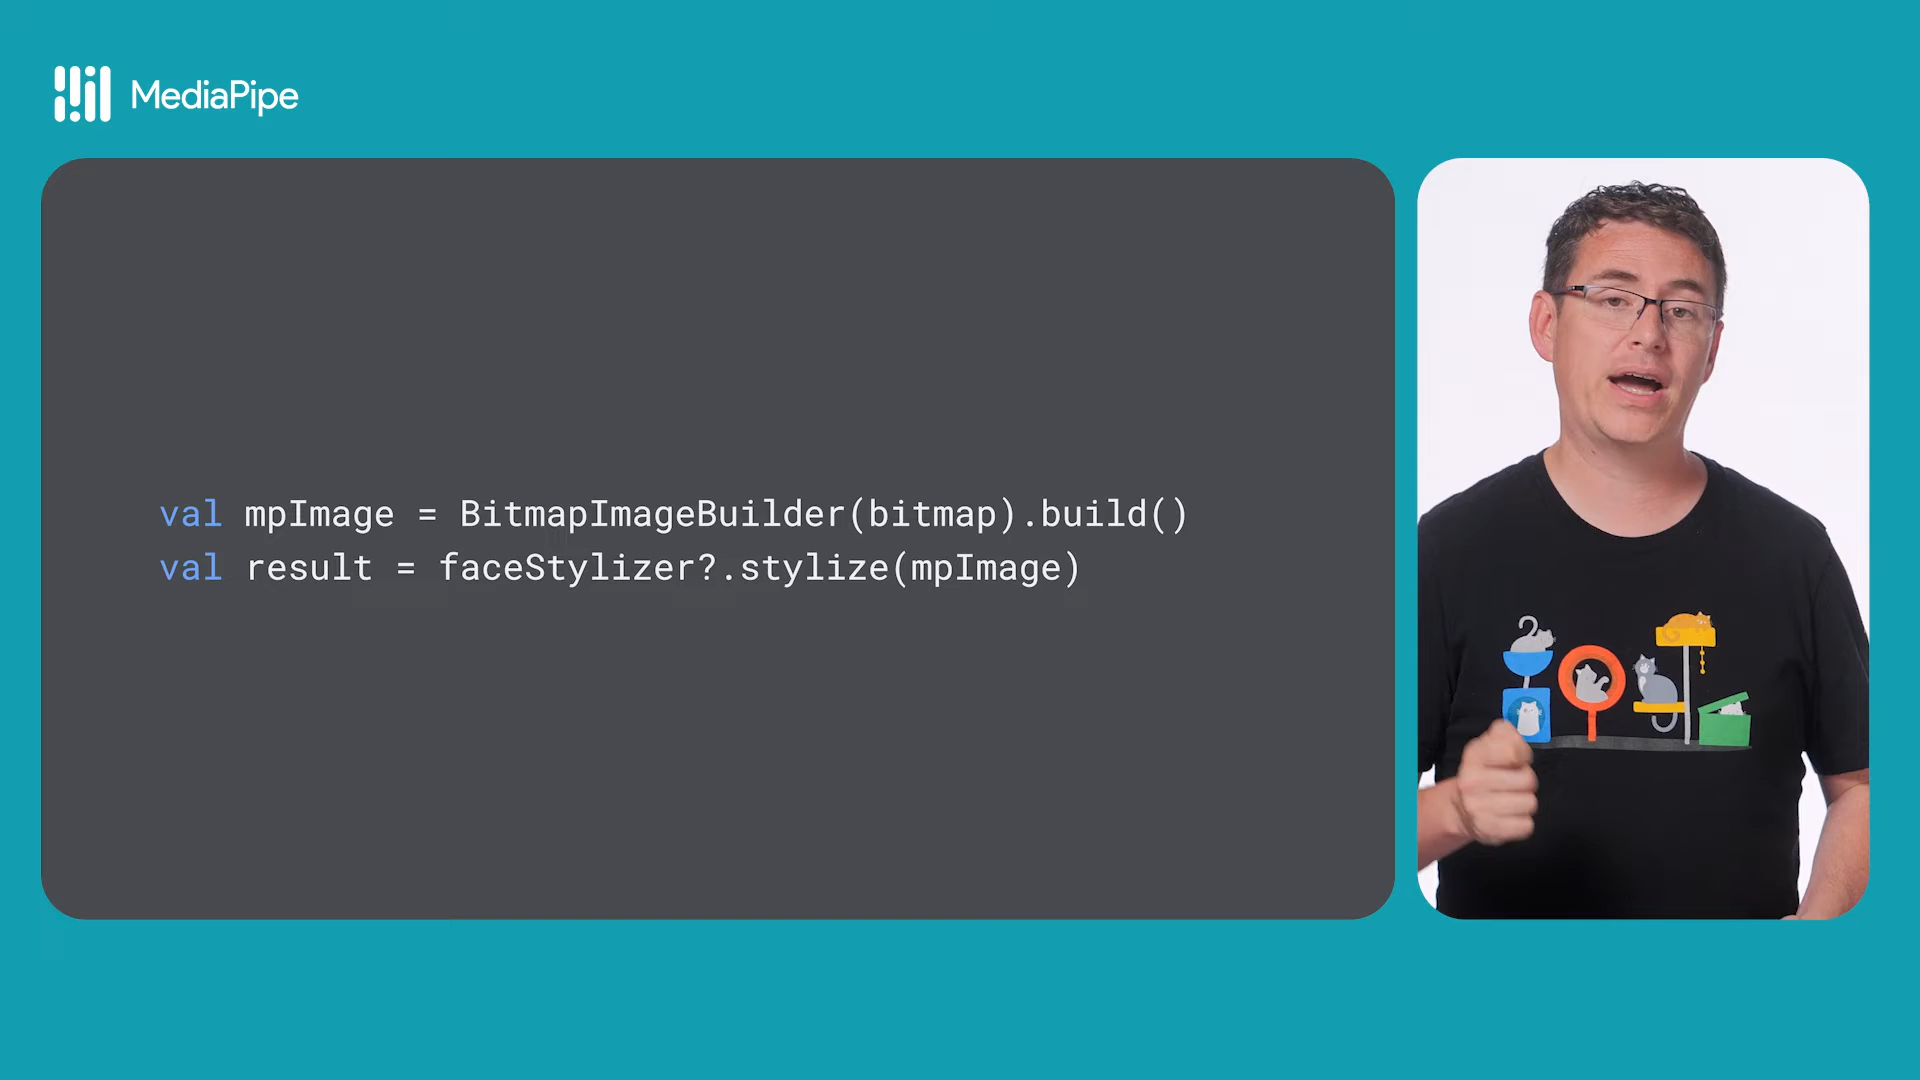 MediaPipe
val mpImage = BitmapImageBuilder(bitmap).build()
val result = faceStylizer?.stylize(mpImage)